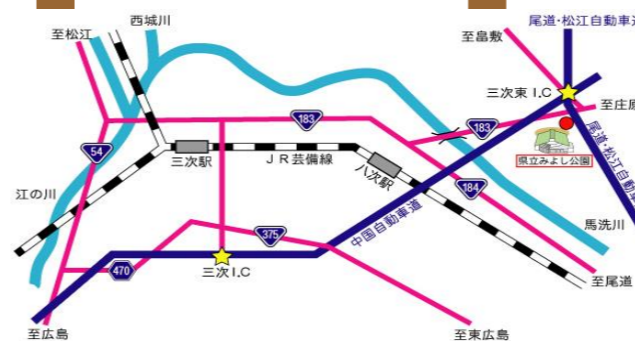 西城川
尾道・松江自動車道
至松江
至畠敷
三次東 I.C
至庄原
183
183
54
三次駅
JR芸備線
八次駅
県立みよし公園
尾道・松江自動車
184
江の川
中国自動車道
馬洗川
375
470
三次I.C
至尾道
至広島
至東広島